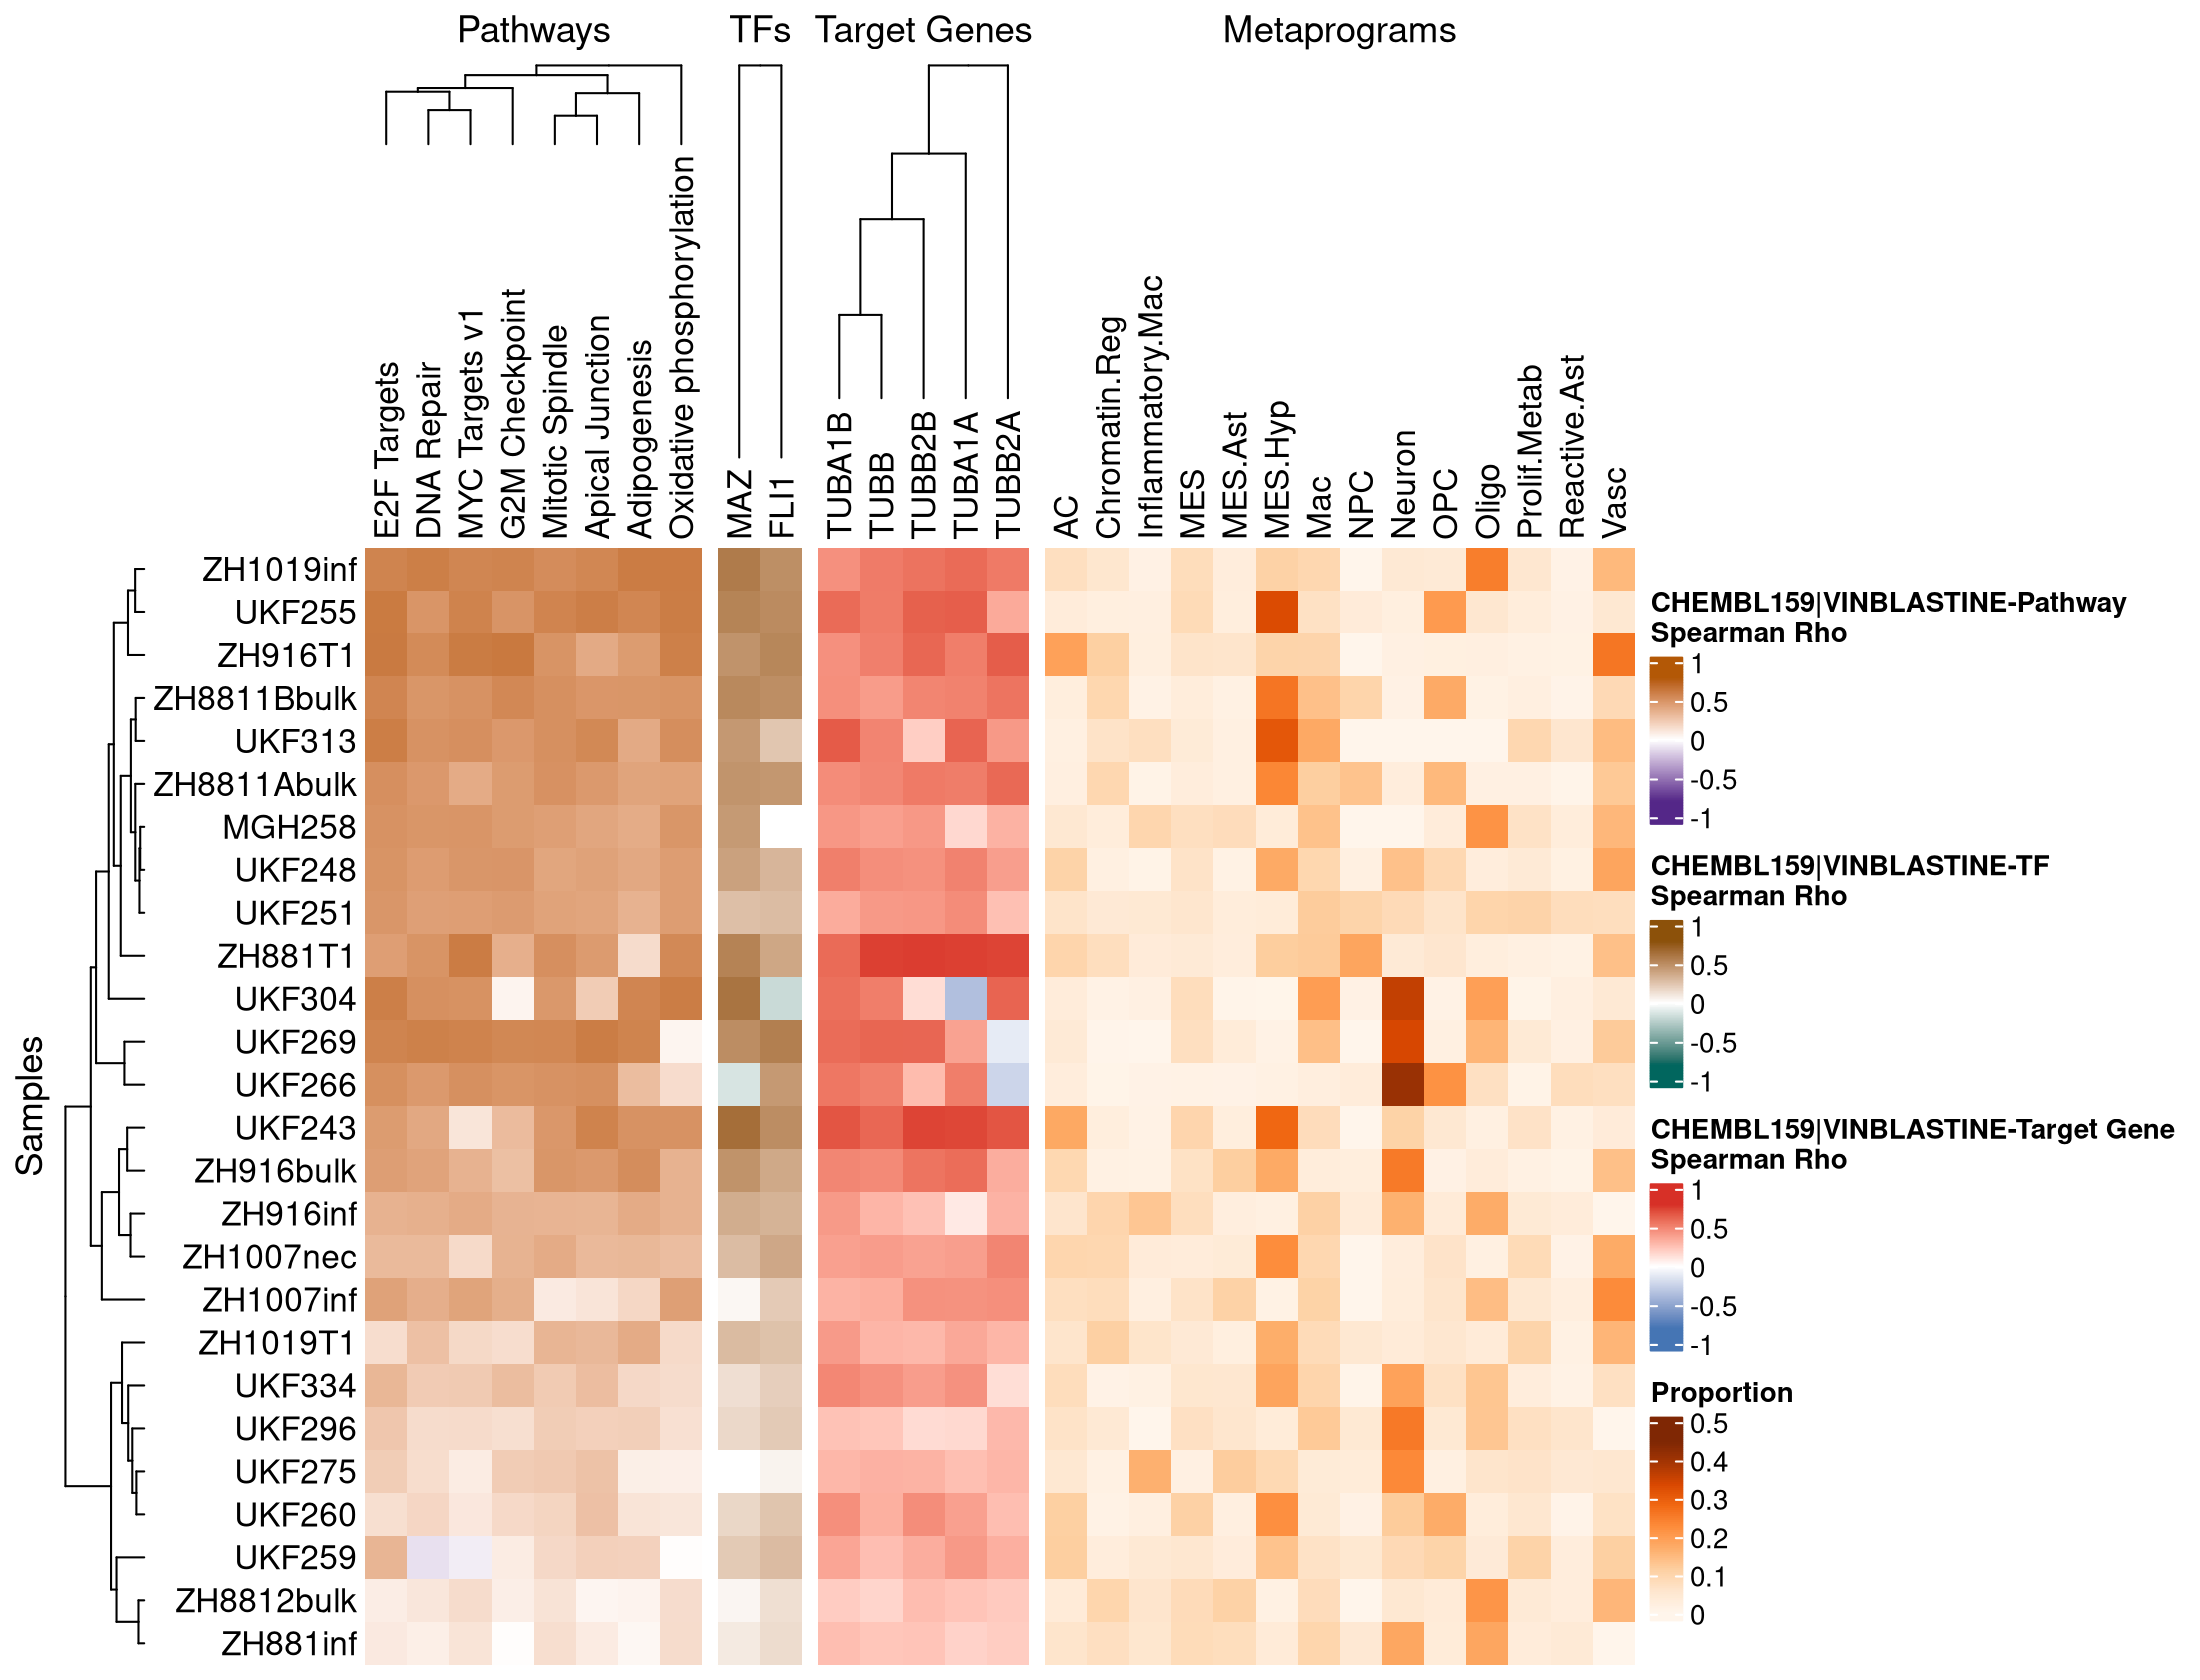 Pathways TFs Target Genes Metaprograms
E2F Targets
DNA Repair
MYC Targets v1
G2M Checkpoint
Mitotic Spindle
Apical Junction
Adipogenesis
Oxidative phosphorylation
MAZ
FLI1
TUBA1B
TUBB
TUBB2B
TUBA1A
TUBB2A
AC
Chromatin.Reg
Inflammatory.Mac
MES
MES.Ast
MES.Hyp
Mac
NPC
Neuron
OPC
Oligo
Prolif.Metab
Reactive.Ast
Vasc
Samples
ZH1019inf
UKF255
ZH916T1
ZH8811Bbulk
UKF313
ZH8811Abulk
MGH258
UKF248
UKF251
ZH881T1
UKF304
UKF269
UKF266
UKF243
ZH916bulk
ZH916inf
ZH1007nec
ZH1007inf
ZH1019T1
UKF334
UKF296
UKF275
UKF260
UKF259
ZH8812bulk
ZH881inf
CHEMBL159|VINBLASTINE-Pathway
Spearman Rho
1
0.5
0
-0.5
-1
CHEMBL159|VINBLASTINE-TF
Spearman Rho
1
0.5
0
-0.5
-1
CHEMBL159|VINBLASTINE-Target Gene
Spearman Rho
1
0.5
0
-0.5
-1
Proportion
0.5
0.4
0.3
0.2
0.1
0